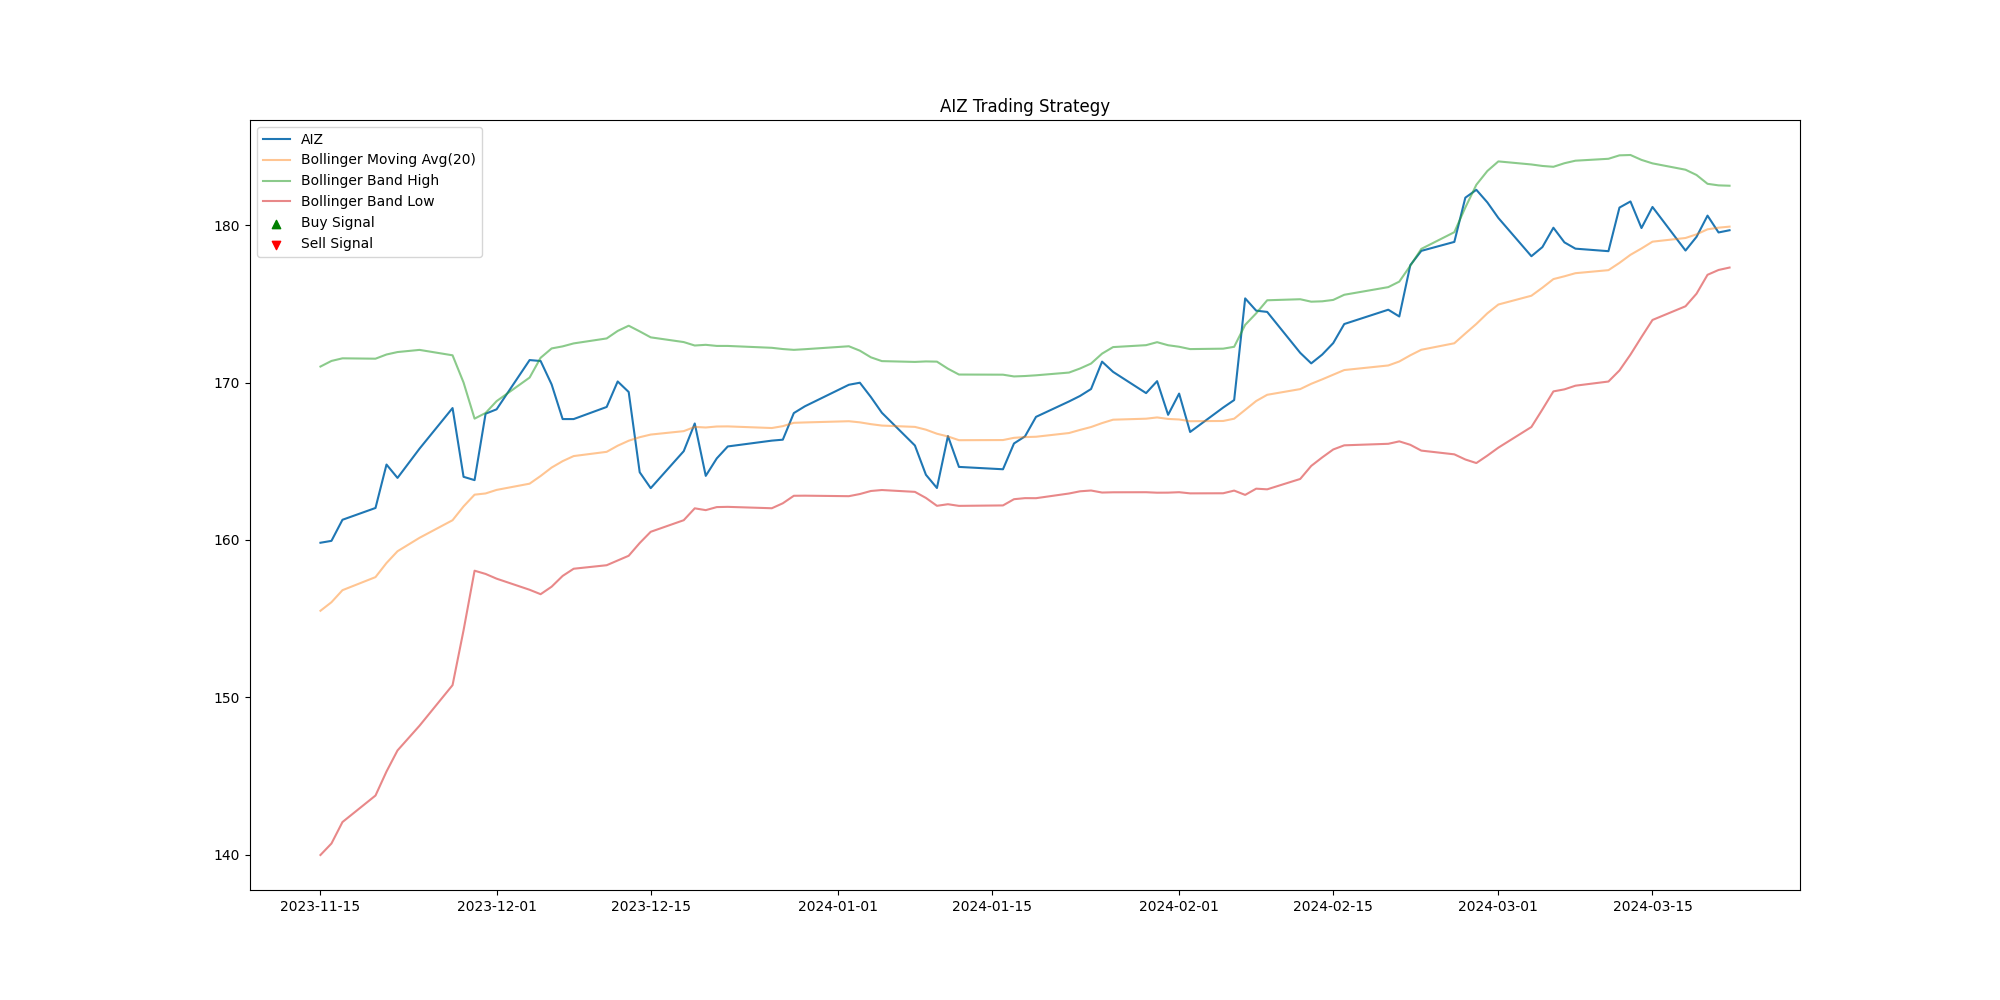 AIZ Trading Strategy
AIZ
Bollinger Moving Avg(20)
Bollinger Band High
Bollinger Band Low
Buy Signal
Sell Signal
180
170
160
150
140
2023-11-15
2023-12-01
2023-12-15
2024-01-01
2024-01-15
2024-02-01
2024-02-15
2024-03-01
2024-03-15